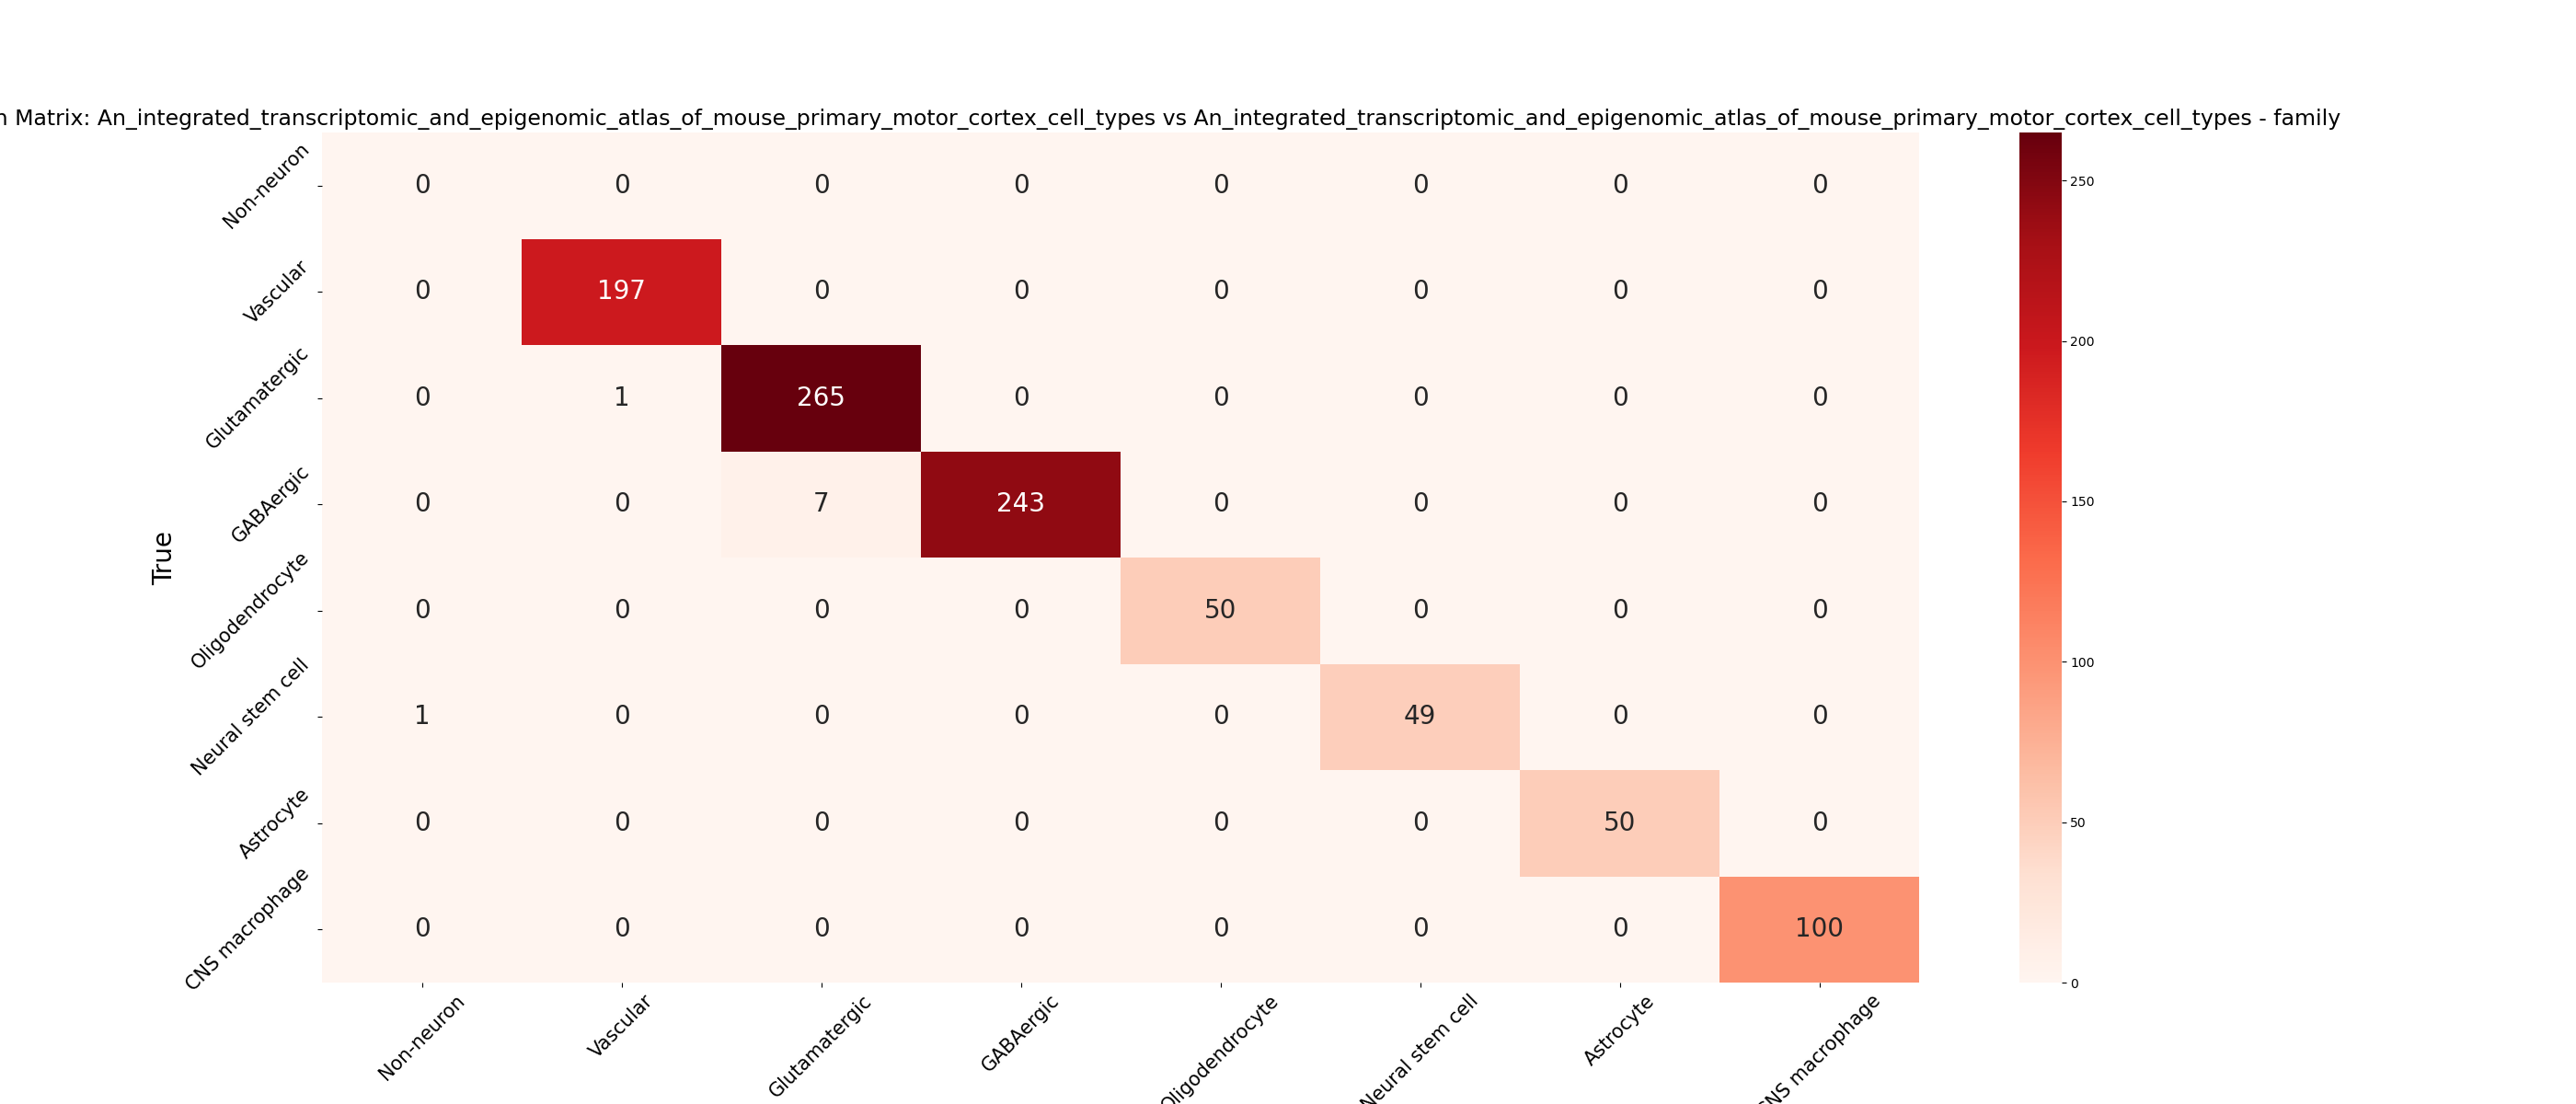 n Matrix: An_integrated_transcriptomic_and_epigenomic_atlas_of_mouse_primary_motor_cortex_cell_types vs An_integrated_transcriptomic_and_epigenomic_atlas_of_mouse_primary_motor_cortex_cell_types - family
Non-neuron 0 0 0 0 0 0 0 0
Vascular 0 197 0 0 0 0 0 0
Glutamatergic 0 1 265 0 0 0 0 0
GABAergic 0 0 7 243 0 0 0 0
Oligodendrocyte 0 0 0 0 50 0 0 0
Neural stem cell 1 0 0 0 0 49 0 0
Astrocyte 0 0 0 0 0 0 50 0
CNS macrophage 0 0 0 0 0 0 0 100
True
Non-neuron
Vascular
Glutamatergic
GABAergic
Oligodendrocyte
Neural stem cell
Astrocyte
CNS macrophage
250
200
150
100
50
0